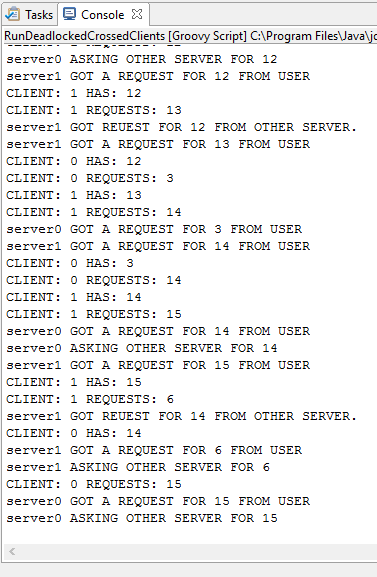 Tasks
Console
RunDeadlockedCrossedClients [Groovy Script] C:\Program Files\Java\j
server0 ASKING OTHER SERVER FOR 12
server1 GOT A REQUEST FOR 12 FROM USER
CLIENT: 1 HAS: 12
CLIENT: 1 REQUESTS: 13
server1 GOT REUEST FOR 12 FROM OTHER SERVER.
server1 GOT A REQUEST FOR 13 FROM USER
CLIENT: 0 HAS: 12
CLIENT: 0 REQUESTS: 3
CLIENT: 1 HAS: 13
CLIENT: 1 REQUESTS: 14
server0 GOT A REQUEST FOR 3 FROM USER
server1 GOT A REQUEST FOR 14 FROM USER
CLIENT: 0 HAS: 3
CLIENT: 0 REQUESTS: 14
CLIENT: 1 HAS: 14
CLIENT: 1 REQUESTS: 15
server0 GOT A REQUEST FOR 14 FROM USER
server0 ASKING OTHER SERVER FOR 14
server1 GOT A REQUEST FOR 15 FROM USER
CLIENT: 1 HAS: 15
CLIENT: 1 REQUESTS: 6
server1 GOT REUEST FOR 14 FROM OTHER SERVER.
CLIENT: 0 HAS: 14
server1 GOT A REQUEST FOR 6 FROM USER
server1 ASKING OTHER SERVER FOR 6
CLIENT: 0 REQUESTS: 15
server0 GOT A REQUEST FOR 15 FROM USER
server0 ASKING OTHER SERVER FOR 15